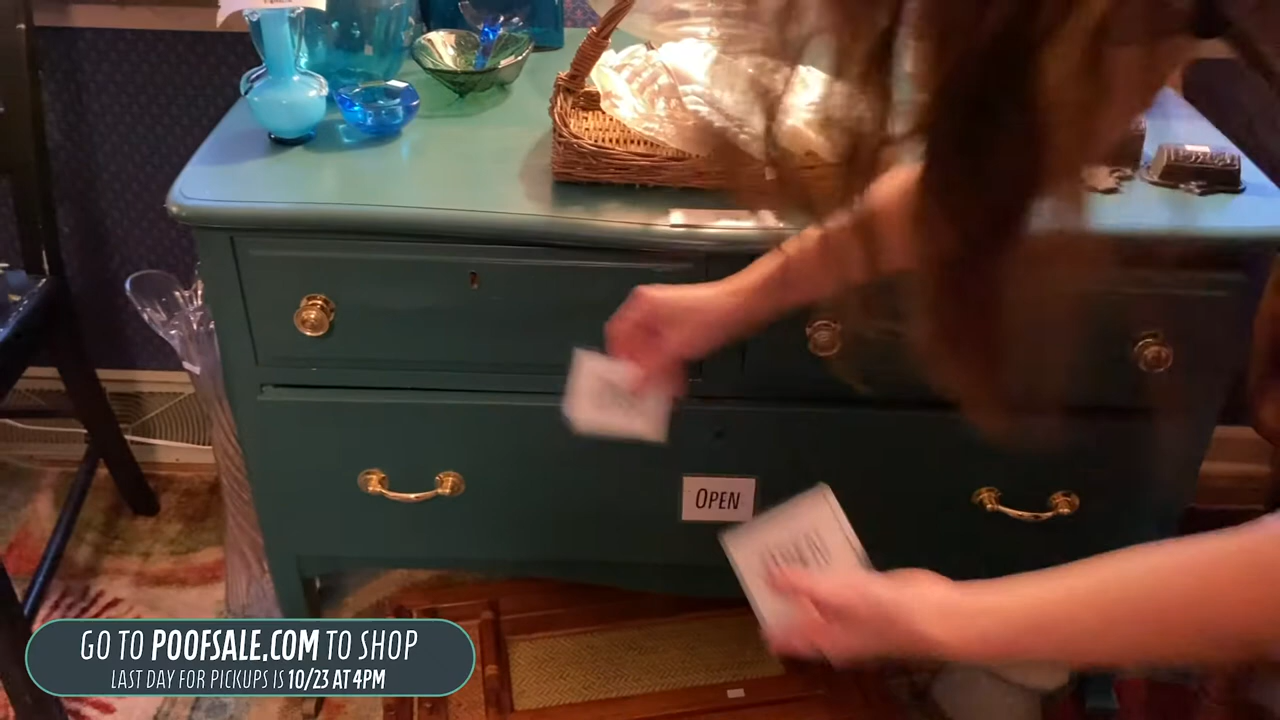 OPEN
GO TO POOFSALE.COM TO SHOP
LAST DAY FOR PICKUPS IS 10/23 AT 4PM